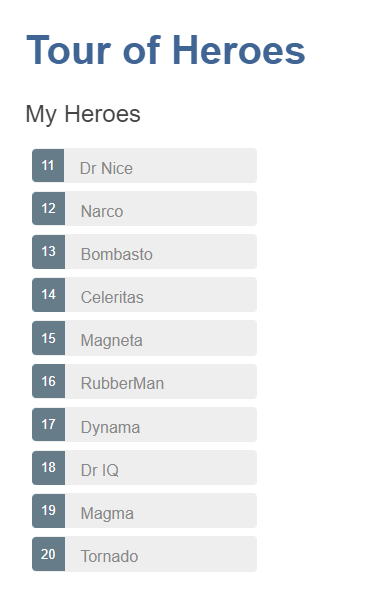 Tour of Heroes
My Heroes
11 Dr Nice
12 Narco
13 Bombasto
14 Celeritas
15 Magneta
16 RubberMan
17 Dynama
18 Dr IQ
19 Magma
20 Tornado